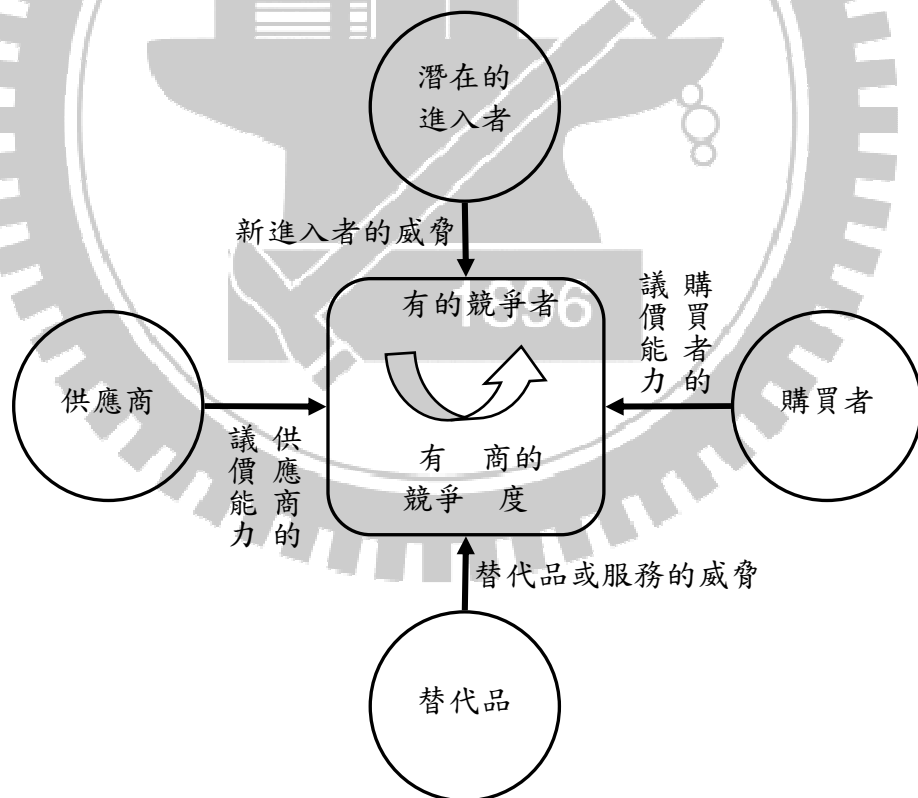 潛在的
進入者
新進入者的威脅
1896
有的競爭者
購買者的
議價能力
供應商
購買者
有 商的
競爭 度
供應商的
議價能力
替代品或服務的威脅
替代品